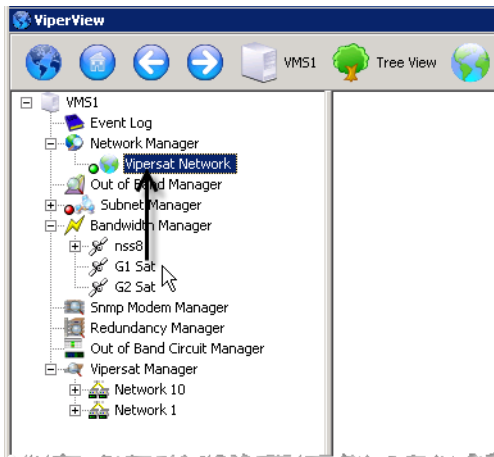 ViperView
VMS1
Tree View
VMS1
Event Log
Network Manager
Vipersat Network
Out of Band Manager
Subnet Manager
Bandwidth Manager
nss8
G1 Sat
G2 Sat
Snmp Modem Manager
Redundancy Manager
Out of Band Circuit Manager
Vipersat Manager
Network 10
Network 1